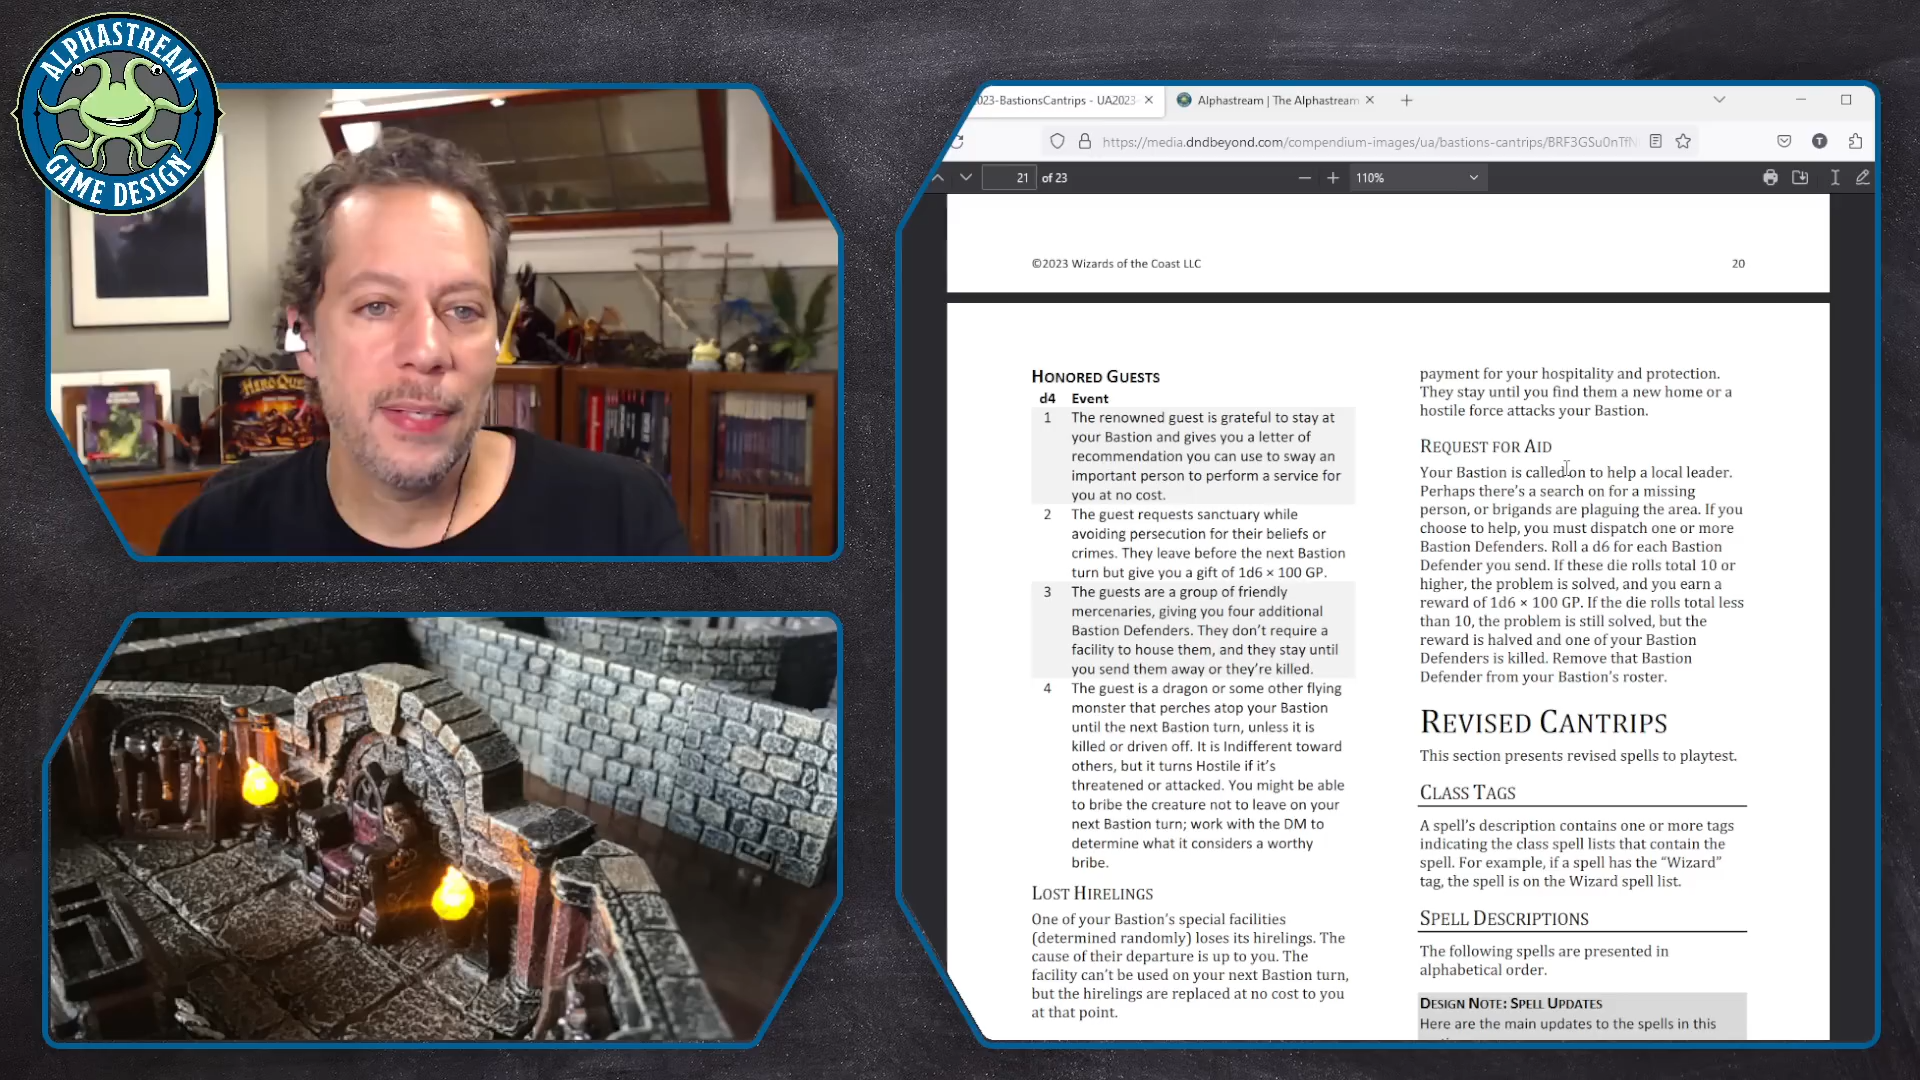 ALPHASTREAM
GAME DESIGN
HEROQUEST
023-BastionsCantrips - UA2023-
Alphastream | The Alphastream
https://media.dndbeyond.com/compendium-images/ua/bastions-cantrips/BRF3GSu0nTfN
21 of 23
110%
©2023 Wizards of the Coast LLC
20
HONORED GUESTS
d4 Event
1 The renowned guest is grateful to stay at
your Bastion and gives you a letter of
recommendation you can use to sway an
important person to perform a service for
you at no cost.
2 The guest requests sanctuary while
avoiding persecution for their beliefs or
crimes. They leave before the next Bastion
turn but give you a gift of 1d6 × 100 GP.
3 The guests are a group of friendly
mercenaries, giving you four additional
Bastion Defenders. They don't require a
facility to house them, and they stay until
you send them away or they're killed.
4 The guest is a dragon or some other flying
monster that perches atop your Bastion
until the next Bastion turn, unless it is
killed or driven off. It is Indifferent toward
others, but it turns Hostile if it's
threatened or attacked. You might be able
to bribe the creature not to leave on your
next Bastion turn; work with the DM to
determine what it considers a worthy
bribe.
LOST HIRELINGS
One of your Bastion's special facilities
(determined randomly) loses its hirelings. The
cause of their departure is up to you. The
facility can't be used on your next Bastion turn,
but the hirelings are replaced at no cost to you
at that point.
payment for your hospitality and protection.
They stay until you find them a new home or a
hostile force attacks your Bastion.
REQUEST FOR AID
Your Bastion is called on to help a local leader.
Perhaps there's a search on for a missing
person, or brigands are plaguing the area. If you
choose to help, you must dispatch one or more
Bastion Defenders. Roll a d6 for each Bastion
Defender you send. If these die rolls total 10 or
higher, the problem is solved, and you earn a
reward of 1d6 × 100 GP. If the die rolls total less
than 10, the problem is still solved, but the
reward is halved and one of your Bastion
Defenders is killed. Remove that Bastion
Defender from your Bastion's roster.
REVISED CANTRIPS
This section presents revised spells to playtest.
CLASS TAGS
A spell's description contains one or more tags
indicating the class spell lists that contain the
spell. For example, if a spell has the "Wizard"
tag, the spell is on the Wizard spell list.
SPELL DESCRIPTIONS
The following spells are presented in
alphabetical order.
DESIGN NOTE: SPELL UPDATES
Here are the main updates to the spells in this